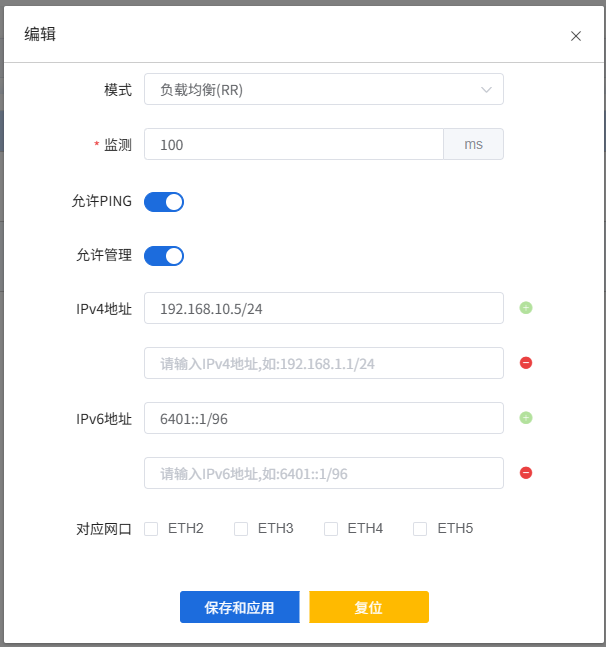 编辑
模式 负载均衡(RR)
* 监测 100 ms
允许PING
允许管理
IPv4地址 192.168.10.5/24
请输入IPv4地址,如:192.168.1.1/24
IPv6地址 6401::1/96
请输入IPv6地址,如:6401::1/96
对应网口 ETH2 ETH3 ETH4 ETH5
保存和应用 复位